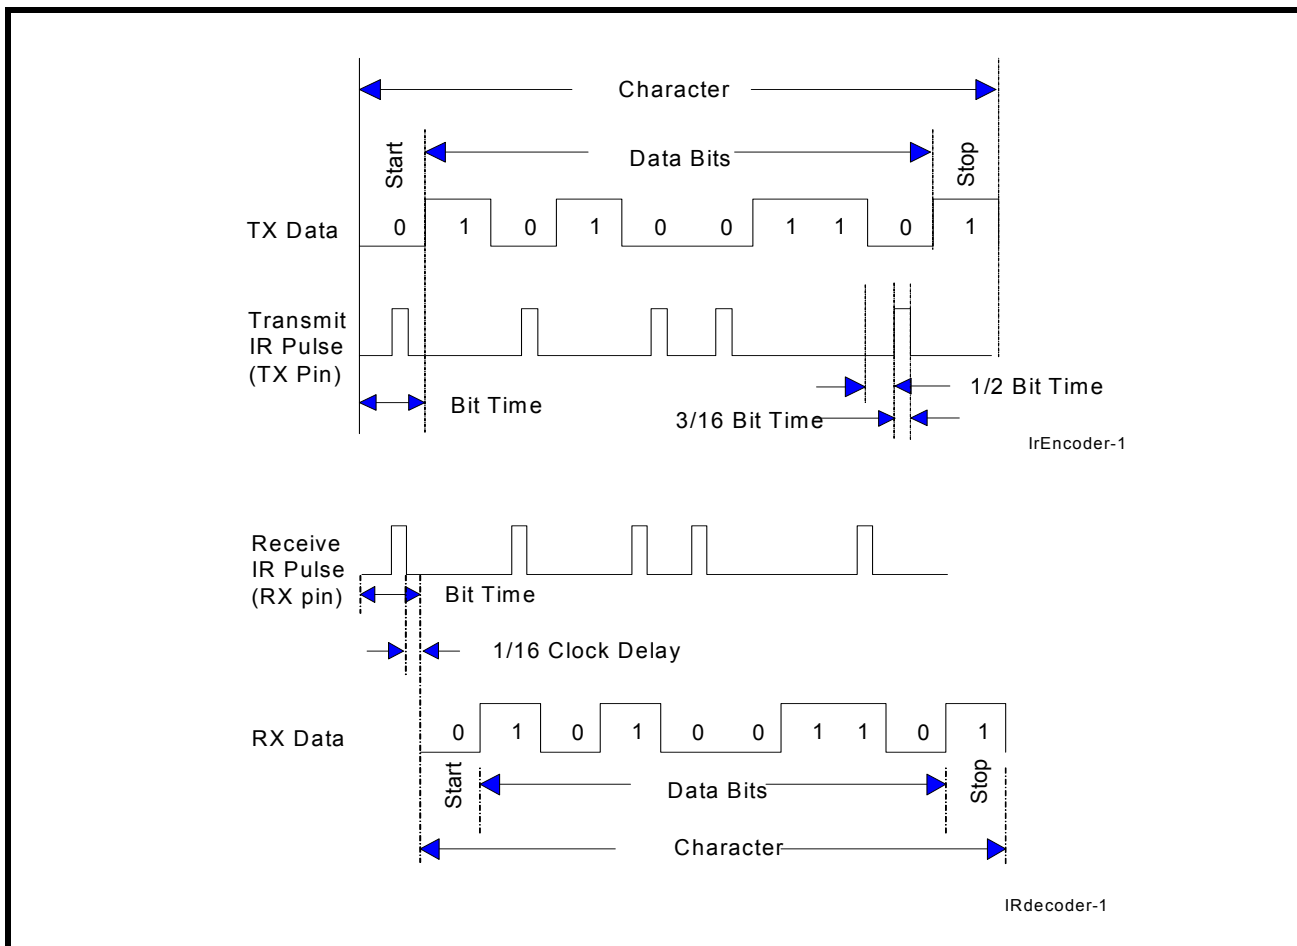 Character
Start
Data Bits
Stop
TX Data
0 1 0 1 0 0 1 1 0 1
Transmit
IR Pulse
(TX Pin)
Bit Time
1/2 Bit Time
3/16 Bit Time
IrEncoder-1
Receive
IR Pulse
(RX pin)
Bit Time
1/16 Clock Delay
RX Data
0 1 0 1 0 0 1 1 0 1
Start
Data Bits
Stop
Character
IRdecoder-1